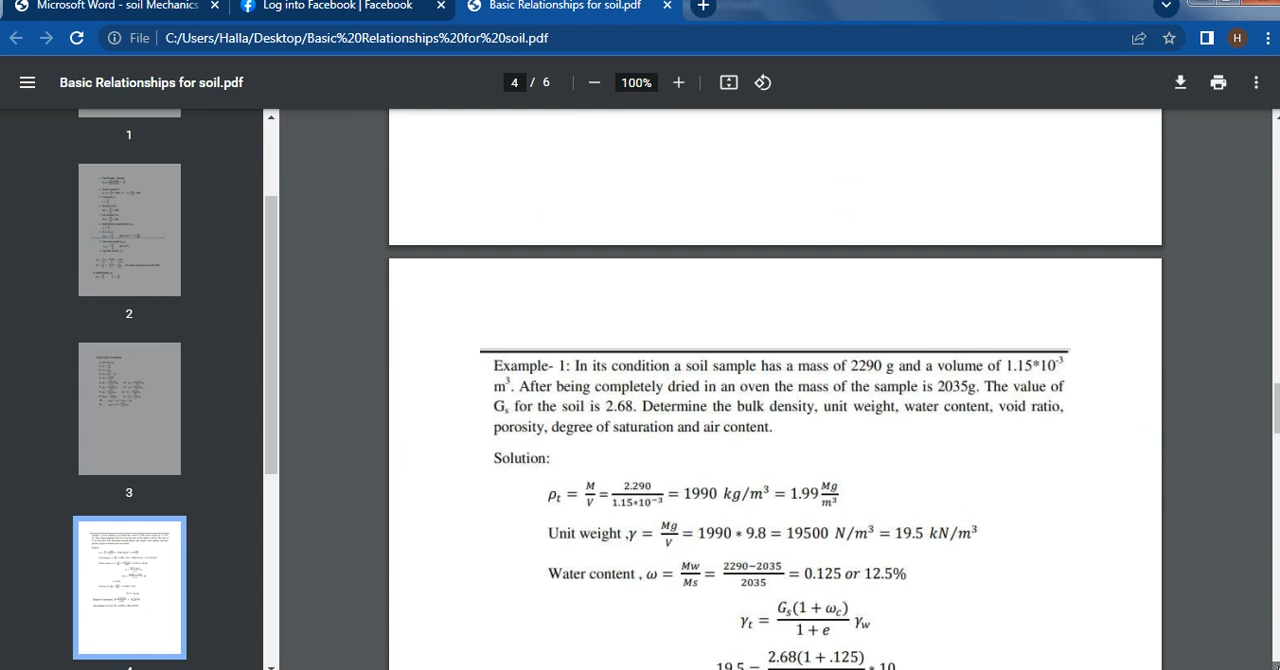 Microsoft Word - soil Mechanics
Log into Facebook | Facebook
Basic Relationships for soil.pdf
File | C:/Users/Halla/Desktop/Basic%20Relationships%20for%20soil.pdf
H
Basic Relationships for soil.pdf
4 / 6
100%
1
2
3
Example- 1: In its condition a soil sample has a mass of 2290 g and a volume of 1.15*10⁻³
m³. After being completely dried in an oven the mass of the sample is 2035g. The value of
Gₛ for the soil is 2.68. Determine the bulk density, unit weight, water content, void ratio,
porosity, degree of saturation and air content.
Solution:
ρₜ = M/V = 2.290/1.15∗10⁻³ = 1990 kg/m³ = 1.99 Mg/m³
Unit weight ,γ = Mg/V = 1990 ∗ 9.8 = 19500 N/m³ = 19.5 kN/m³
Water content , ω = Mw/Ms = 2290−2035/2035 = 0.125 or 12.5%
γₜ = Gₛ(1 + ω꜀)/1 + e γw
19.5 = 2.68(1 + .125) ∗ 10